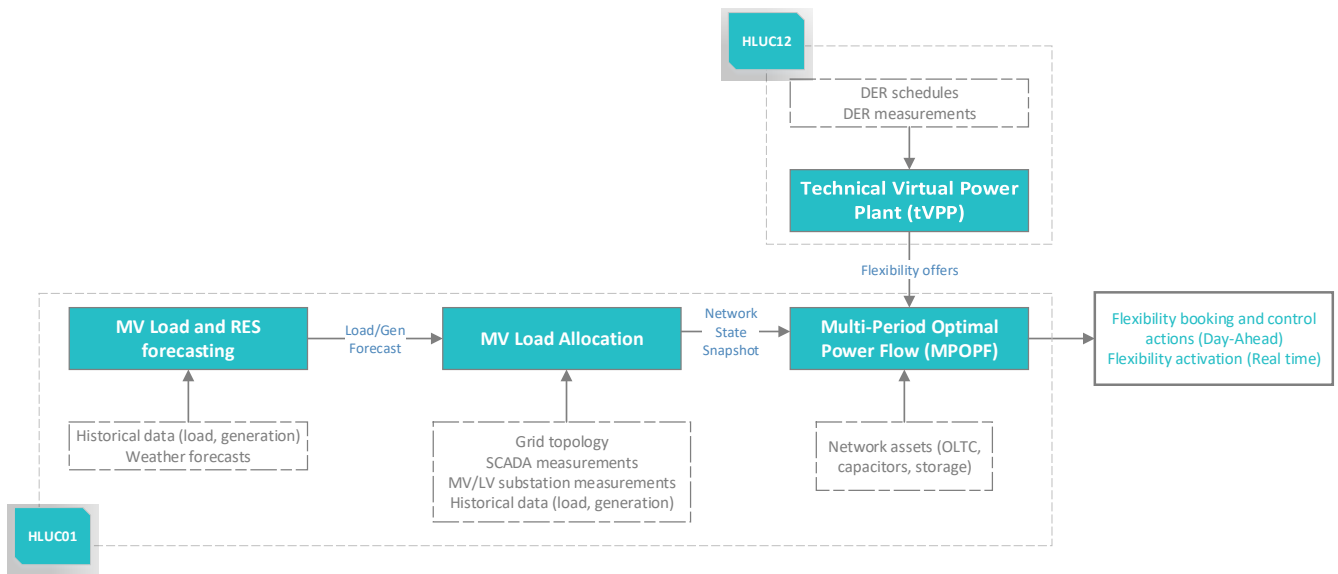 HLUC12
DER schedules
DER measurements
Technical Virtual Power
Plant (tVPP)
Flexibility offers
MV Load and RES
forecasting
Load/Gen
Forecast
MV Load Allocation
Network
State
Snapshot
Multi-Period Optimal
Power Flow (MPOPF)
Flexibility booking and control
actions (Day-Ahead)
Flexibility activation (Real time)
Historical data (load, generation)
Weather forecasts
Grid topology
SCADA measurements
MV/LV substation measurements
Historical data (load, generation)
Network assets (OLTC,
capacitors, storage)
HLUC01